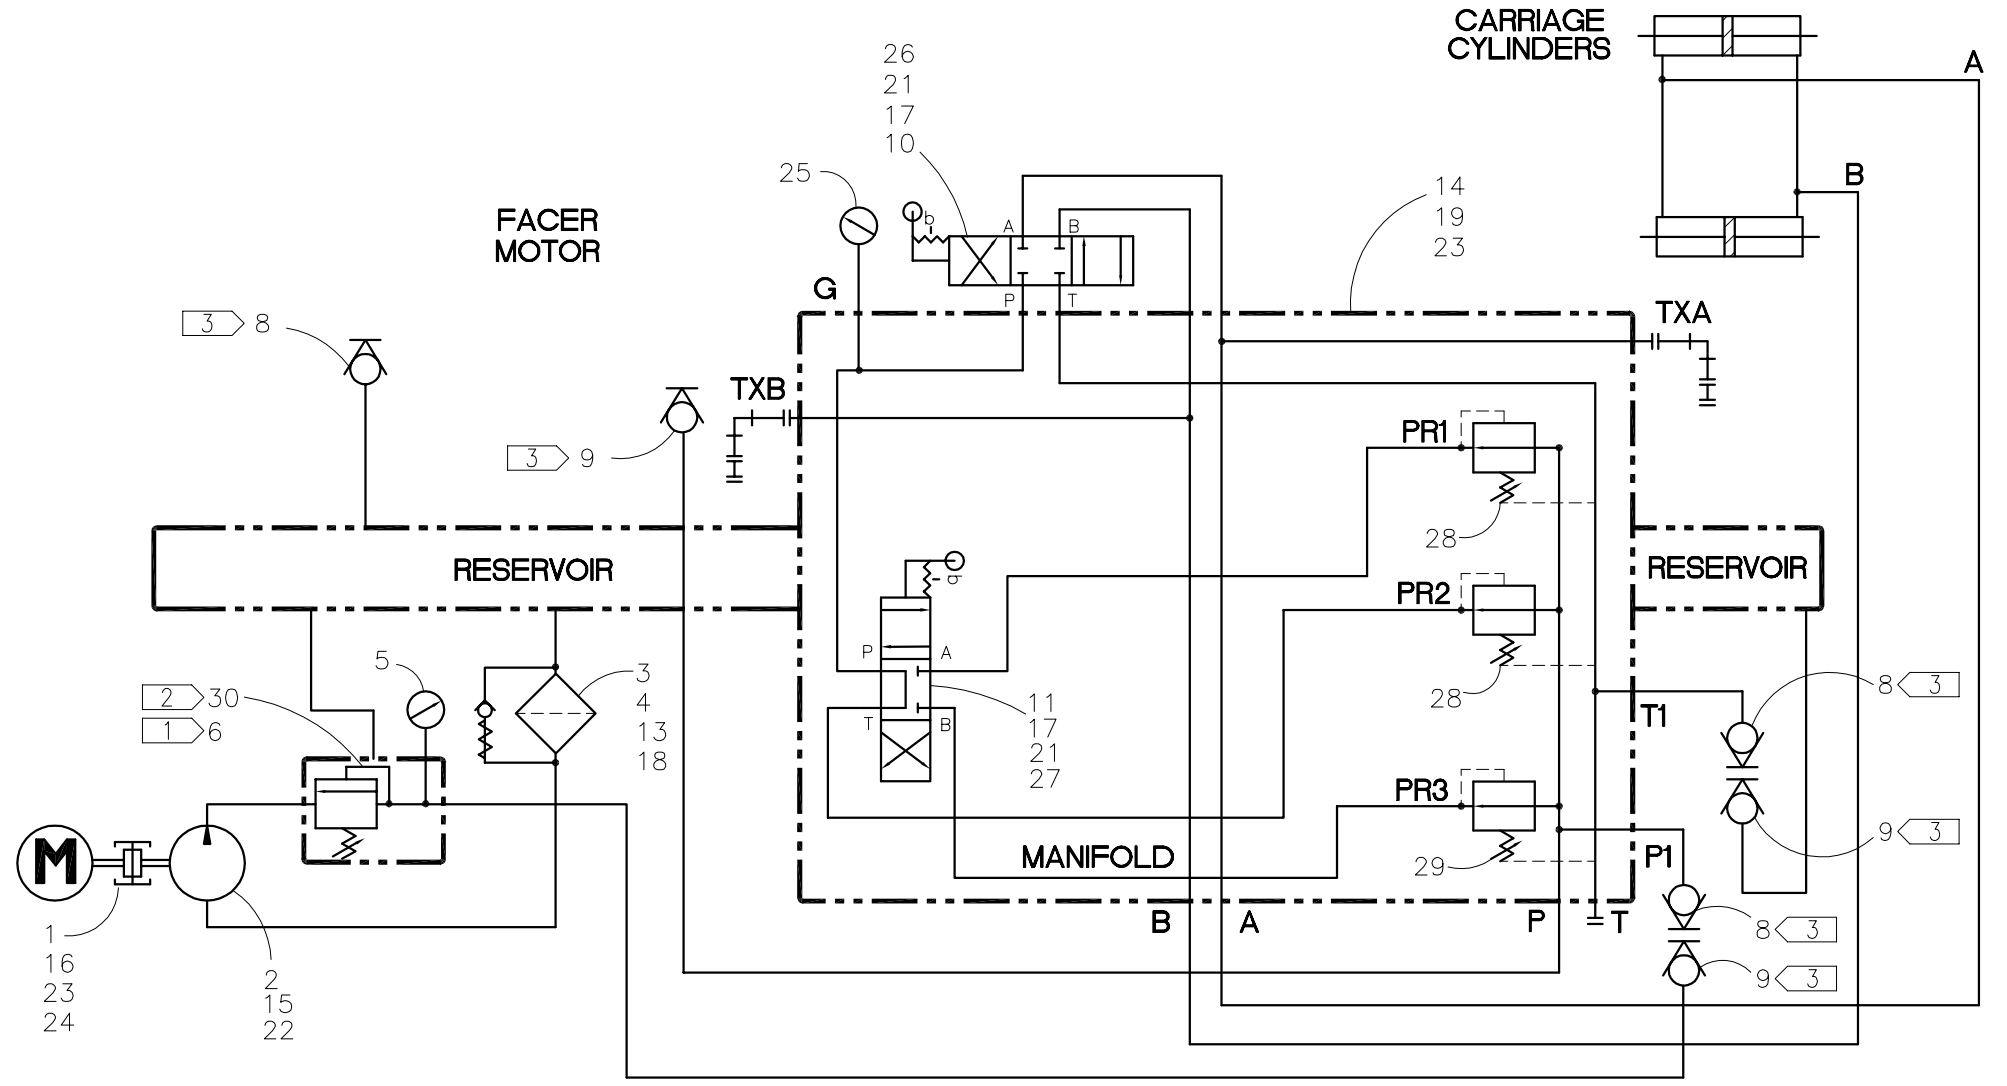 CARRIAGE
CYLINDERS
A
B
26
21
17
10
25
14
19
23
FACER
MOTOR
b
A
B
P
T
G
TXA
3 8
TXB
3 9
PR1
28
RESERVOIR
b
PR2
RESERVOIR
5
P
A
3
4
13
18
2 30
1 6
T
B
11
17
21
27
28
8 3
T1
9 3
PR3
M
MANIFOLD
29
P1
B
A
P
T
8 3
9 3
1
16
23
24
2
15
22